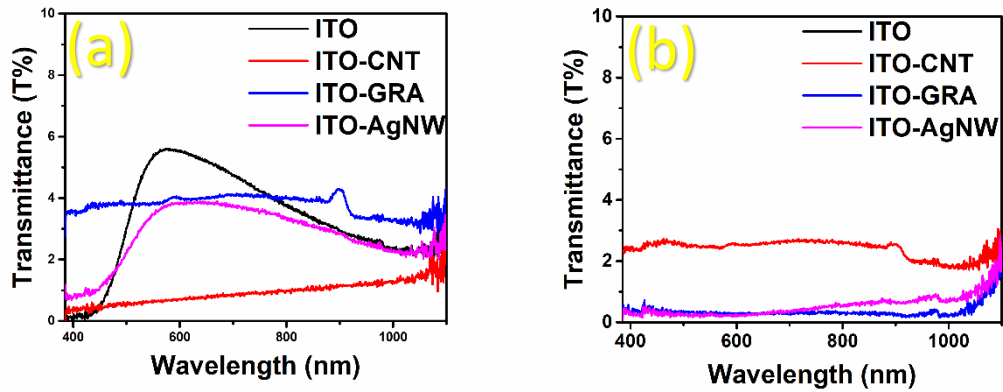 (a)
ITO
ITO-CNT
ITO-GRA
ITO-AgNW
Transmittance (T%)
10
8
6
4
2
0
400 600 800 1000
Wavelength (nm)
(b)
ITO
ITO-CNT
ITO-GRA
ITO-AgNW
Transmittance (T%)
10
8
6
4
2
0
400 600 800 1000
Wavelength (nm)